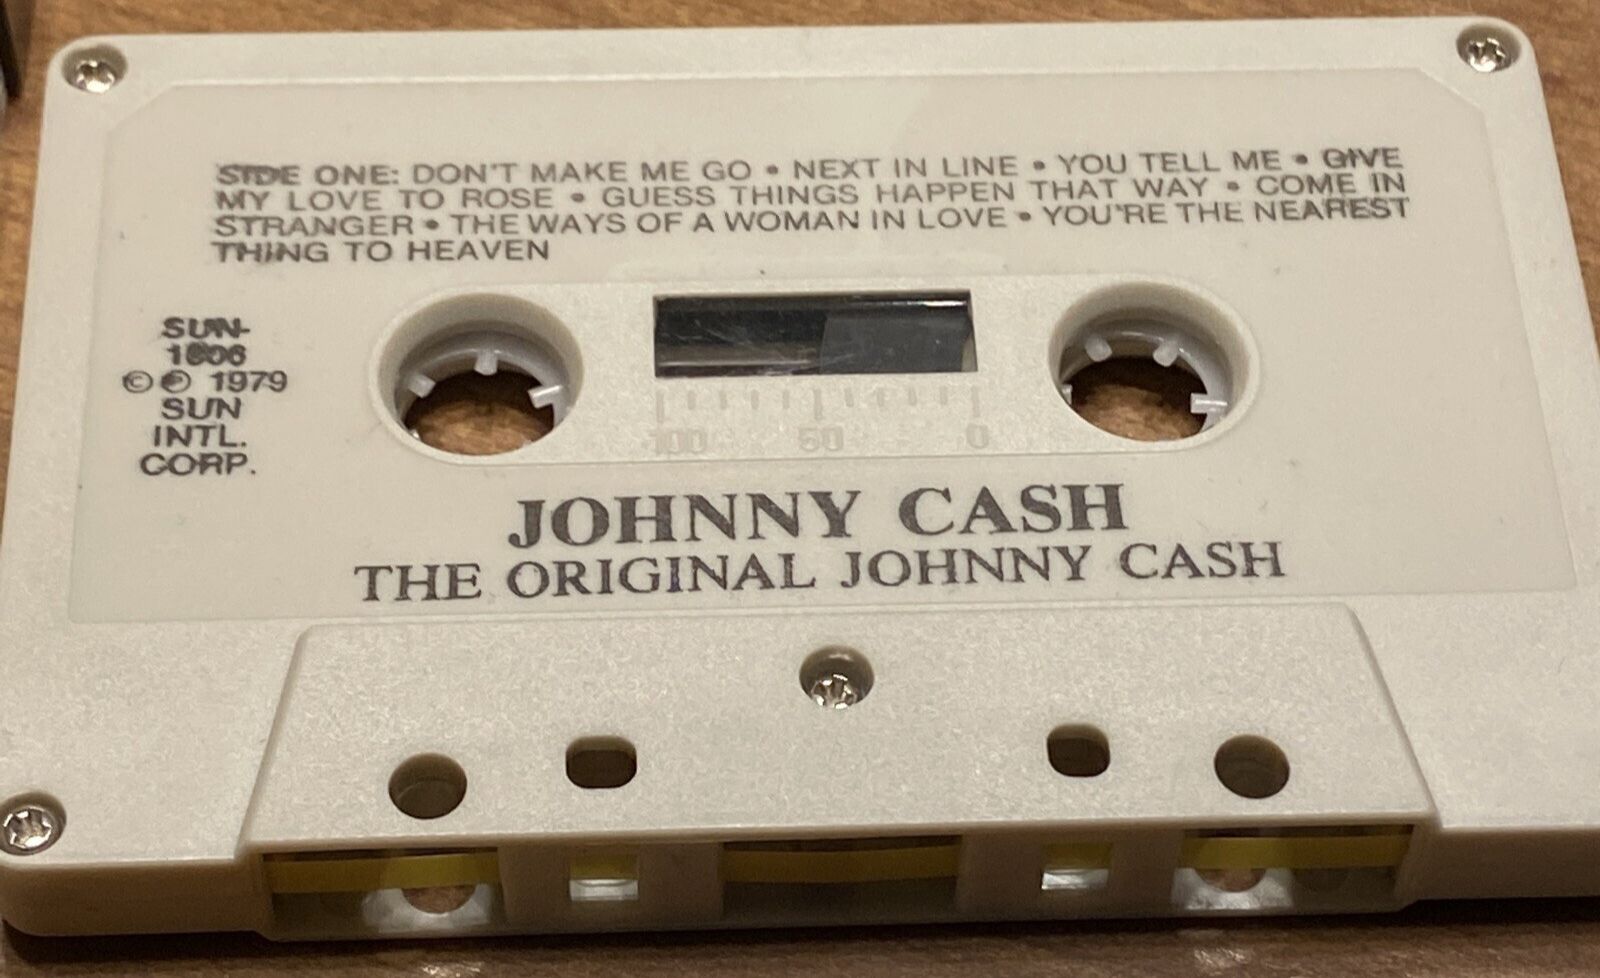 SIDE ONE: DON'T MAKE ME GO • NEXT IN LINE • YOU TELL ME • GIVE
MY LOVE TO ROSE • GUESS THINGS HAPPEN THAT WAY • COME IN
STRANGER • THE WAYS OF A WOMAN IN LOVE • YOU'RE THE NEAREST
THING TO HEAVEN
SUN-
1006
© ℗ 1979
SUN
INTL.
CORP.
100 50 0
JOHNNY CASH
THE ORIGINAL JOHNNY CASH